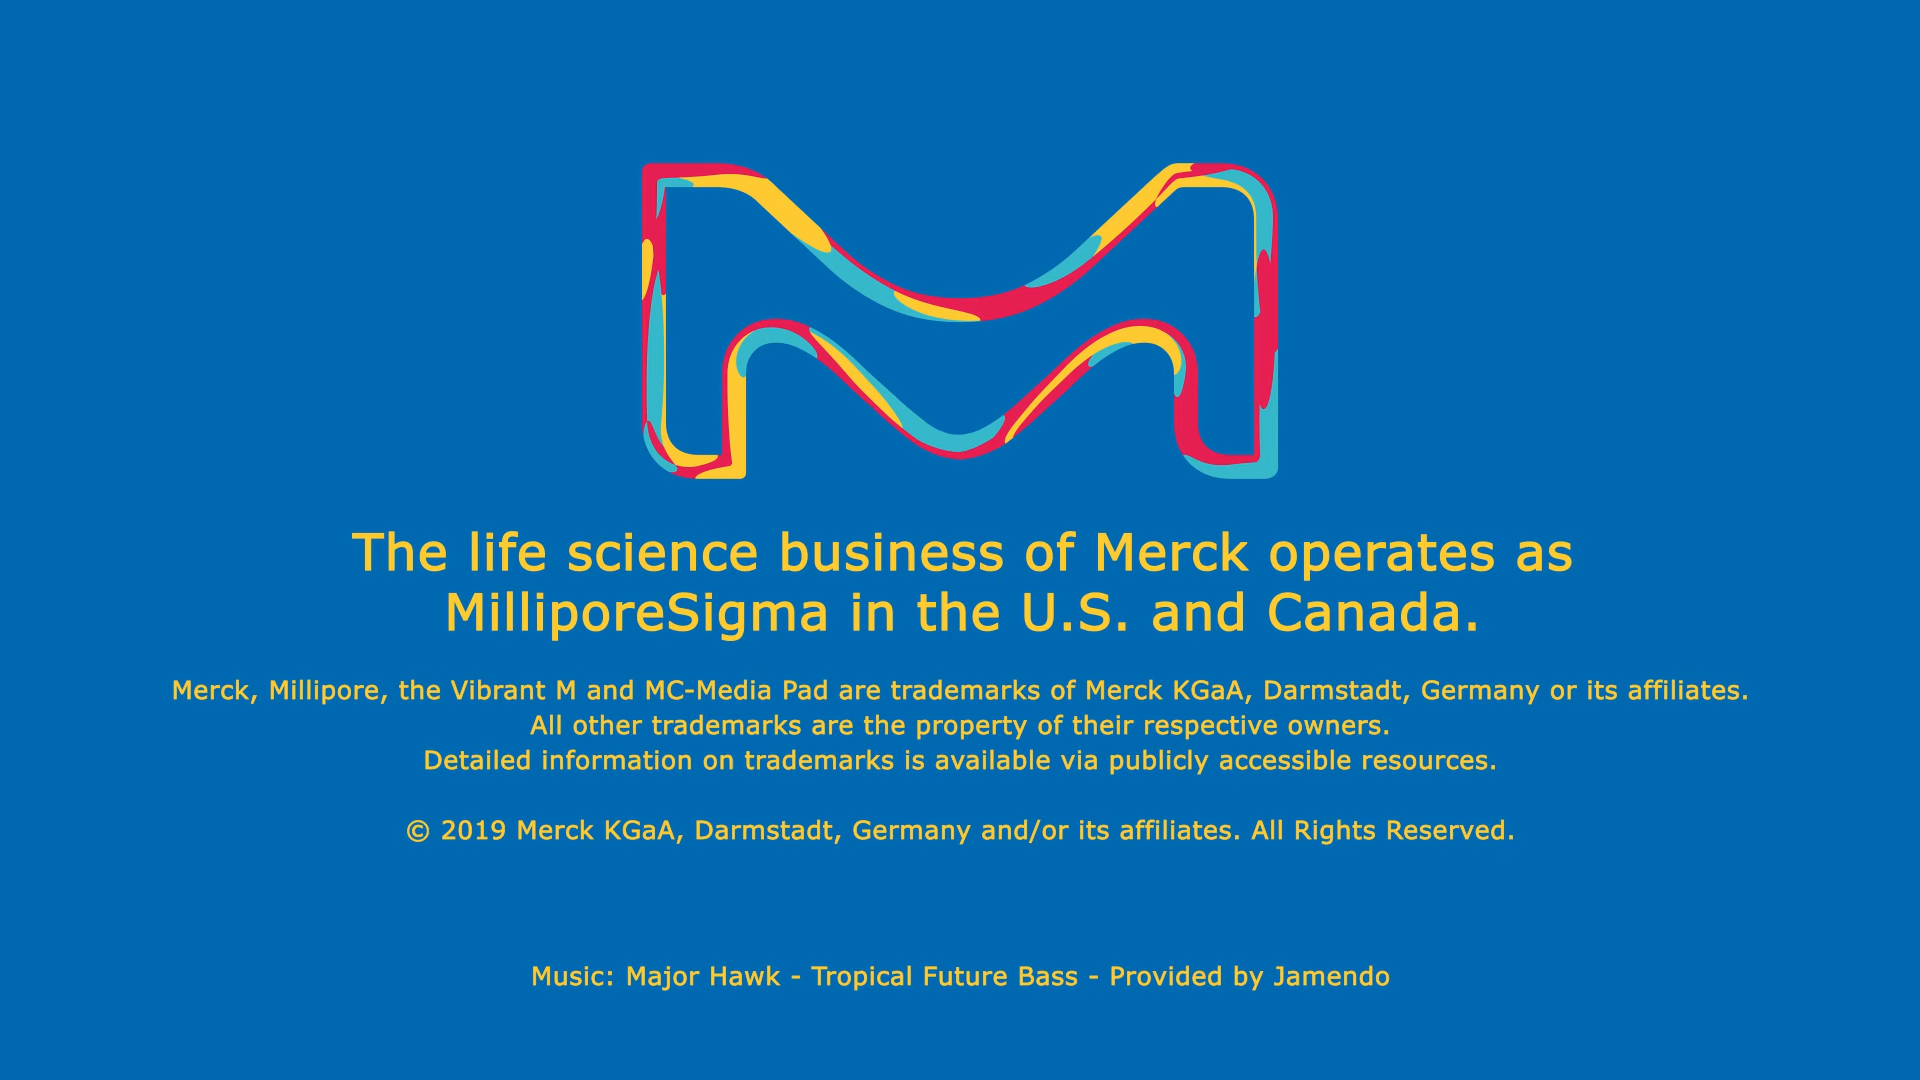 The life science business of Merck operates as
MilliporeSigma in the U.S. and Canada.
Merck, Millipore, the Vibrant M and MC-Media Pad are trademarks of Merck KGaA, Darmstadt, Germany or its affiliates.
All other trademarks are the property of their respective owners.
Detailed information on trademarks is available via publicly accessible resources.
© 2019 Merck KGaA, Darmstadt, Germany and/or its affiliates. All Rights Reserved.
Music: Major Hawk - Tropical Future Bass - Provided by Jamendo